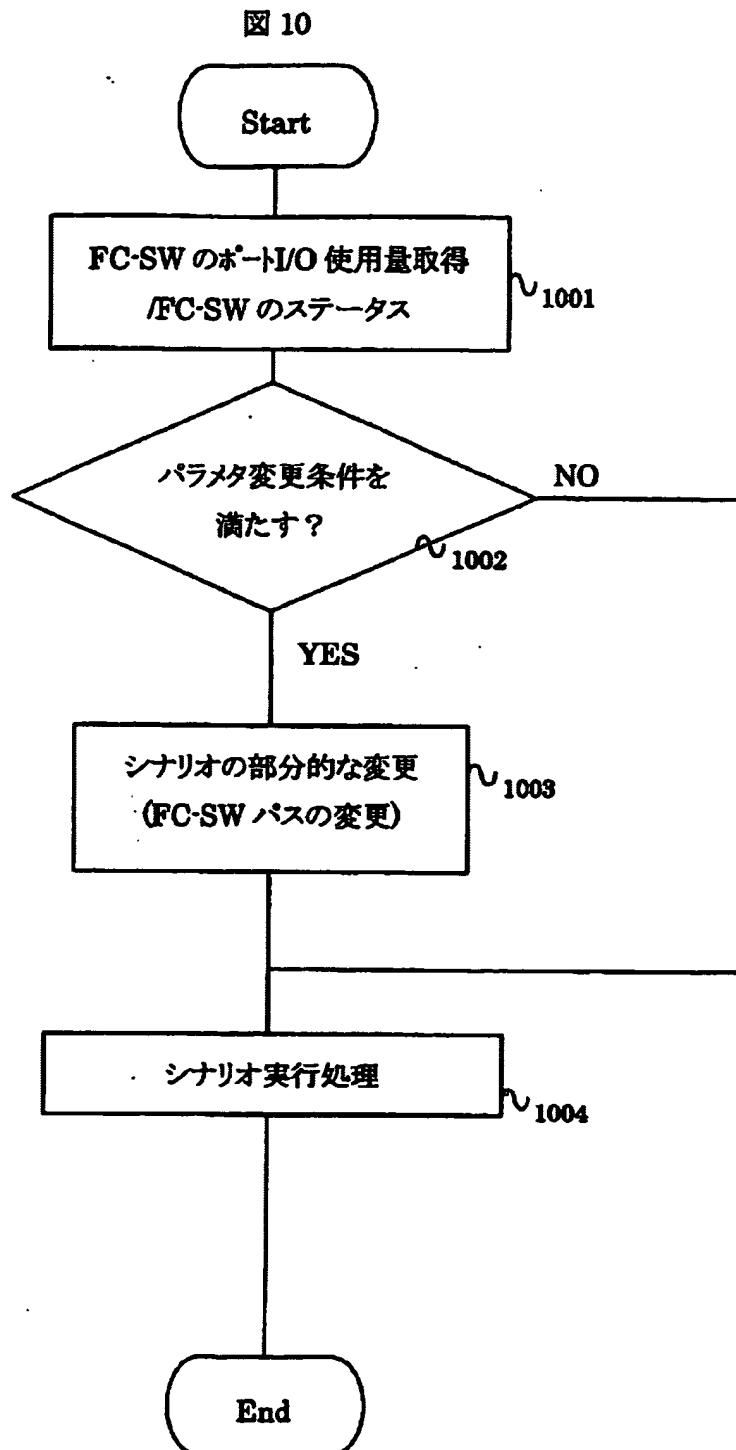 図 10
Start
FC-SW のポートI/O 使用量取得
/FC-SW のステータス
1001
パラメタ変更条件を
満たす？
NO
1002
YES
シナリオの部分的な変更
(FC-SW パスの変更)
1003
シナリオ実行処理
1004
End